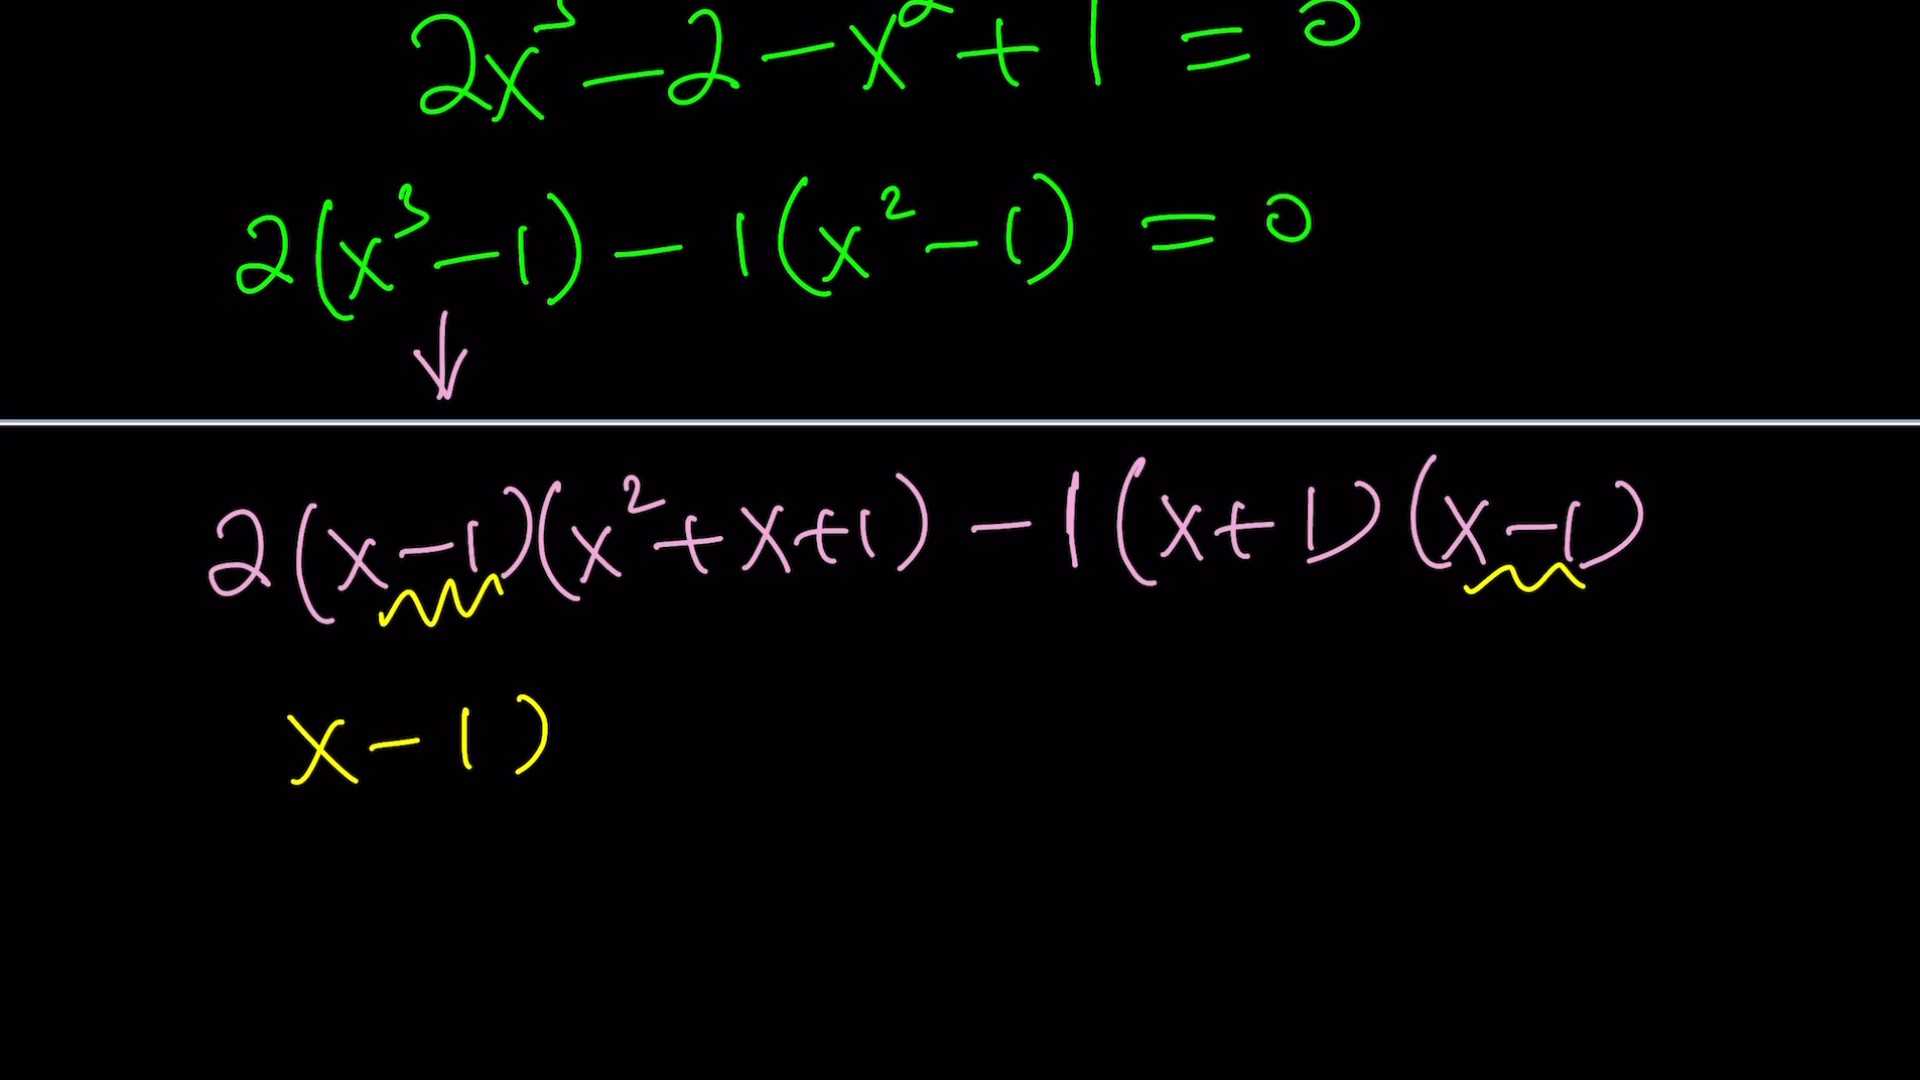 2x³ - 2 - x² + 1 = 0
2(x³ - 1) - 1(x² - 1) = 0
2(x - 1)(x² + x + 1) - 1(x + 1)(x - 1)
x - 1)